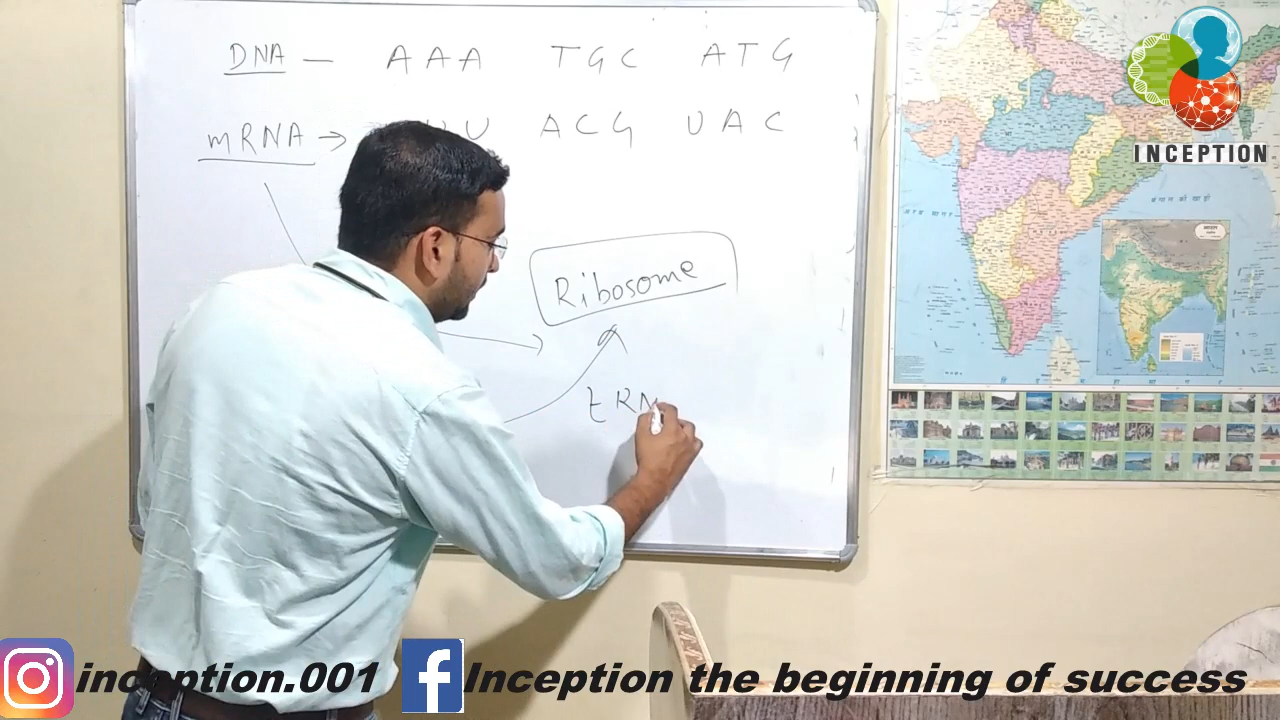 DNA — AAA TGC ATG
mRNA → U ACG UAC
Ribosome
tRN
INCEPTION
inception.001
Inception the beginning of success